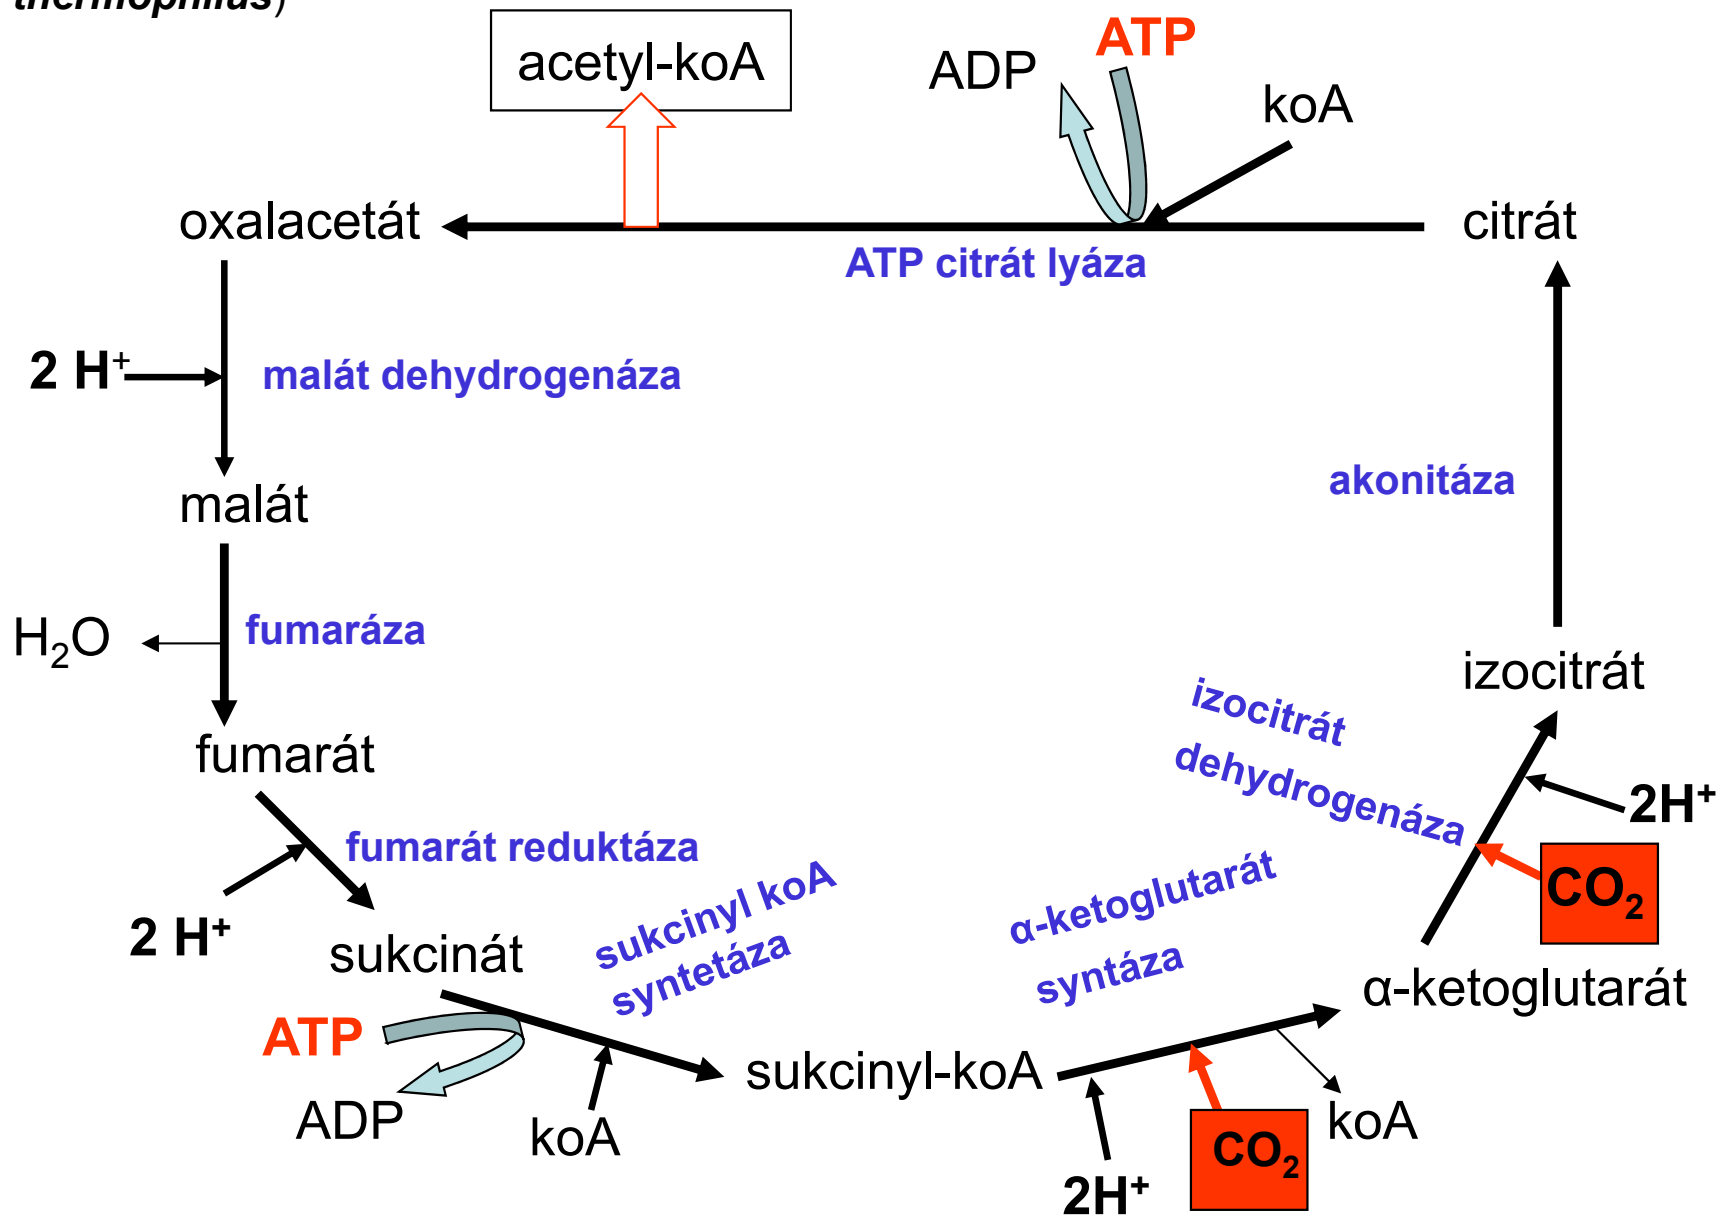 thermophilus)
acetyl-koA
ADP
ATP
koA
oxalacetát
citrát
ATP citrát lyáza
2 H⁺
malát dehydrogenáza
malát
akonitáza
H₂O
fumaráza
izocitrát
fumarát
izocitrát
dehydrogenáza
2H⁺
fumarát reduktáza
CO₂
2 H⁺
sukcinát
sukcinyl koA
syntetáza
α-ketoglutarát
syntáza
α-ketoglutarát
ATP
ADP
koA
sukcinyl-koA
2H⁺
CO₂
koA